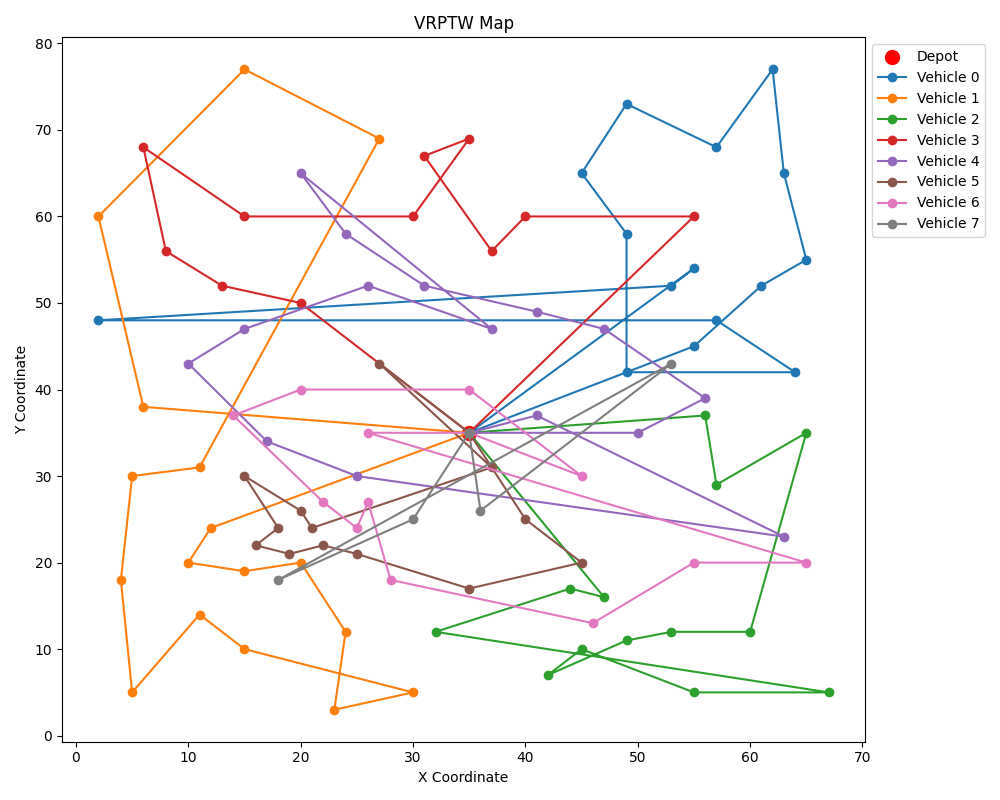 VRPTW Map
Y Coordinate
80
70
60
50
40
30
20
10
0
0 10 20 30 40 50 60 70
X Coordinate
Depot
Vehicle 0
Vehicle 1
Vehicle 2
Vehicle 3
Vehicle 4
Vehicle 5
Vehicle 6
Vehicle 7